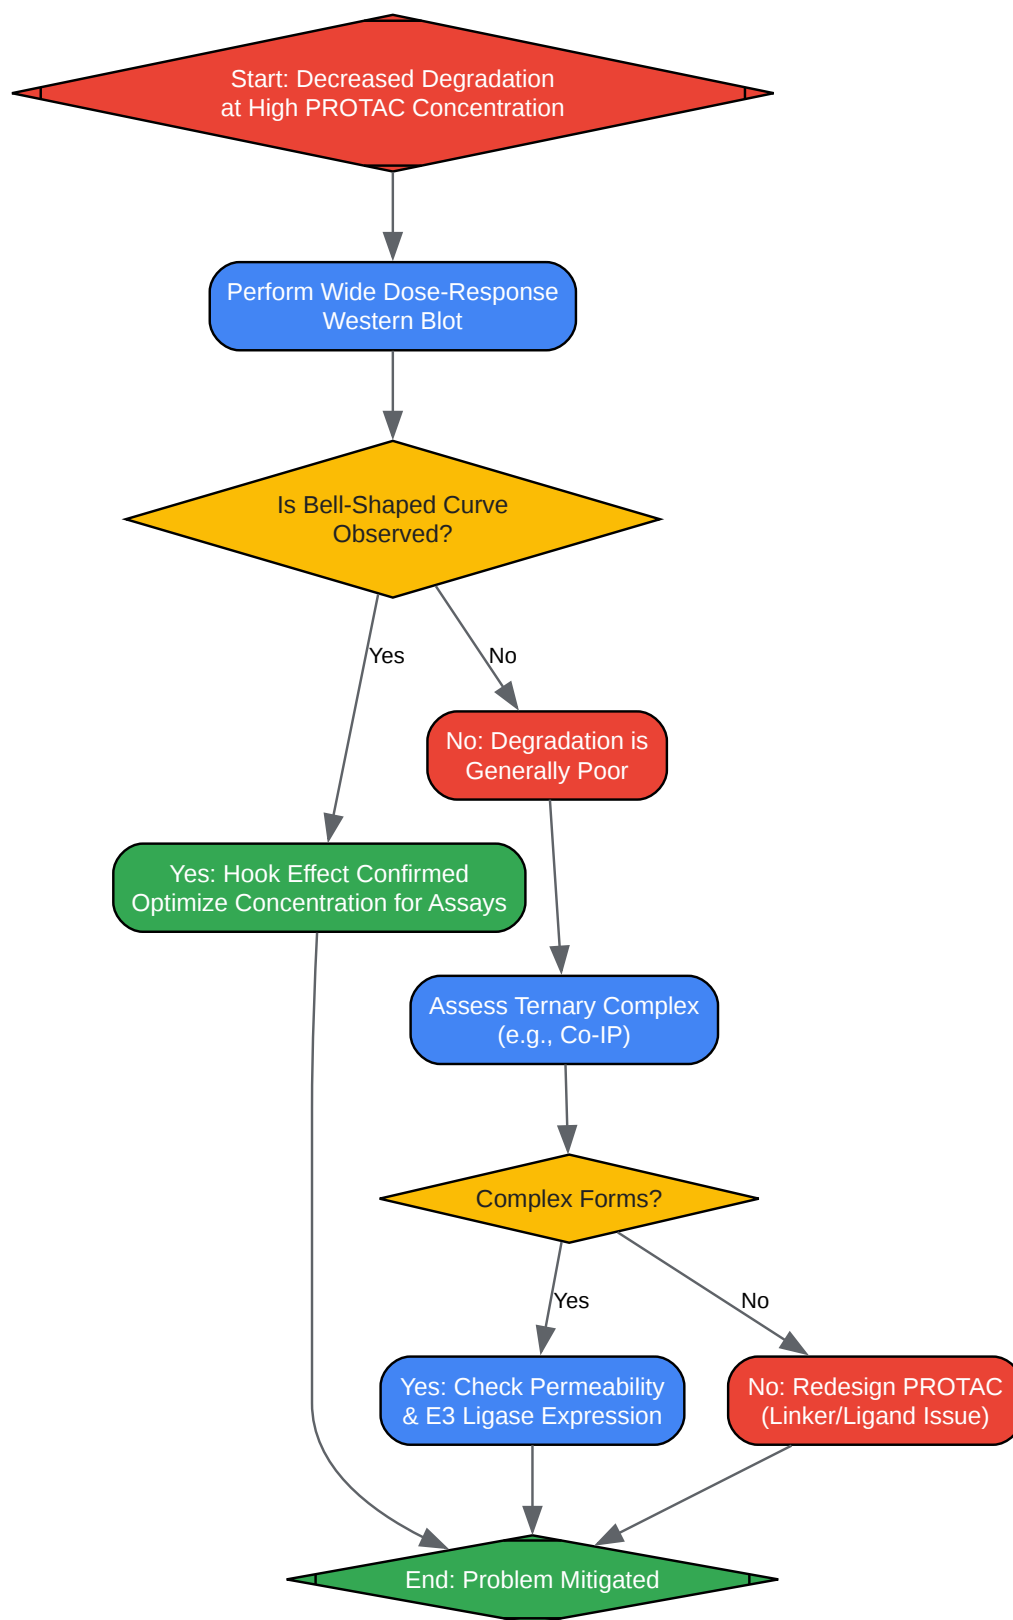 Start: Decreased Degradation
at High PROTAC Concentration
Perform Wide Dose-Response
Western Blot
Is Bell-Shaped Curve
Observed?
Yes
No
No: Degradation is
Generally Poor
Yes: Hook Effect Confirmed
Optimize Concentration for Assays
Assess Ternary Complex
(e.g., Co-IP)
Complex Forms?
Yes
No
Yes: Check Permeability
& E3 Ligase Expression
No: Redesign PROTAC
(Linker/Ligand Issue)
End: Problem Mitigated